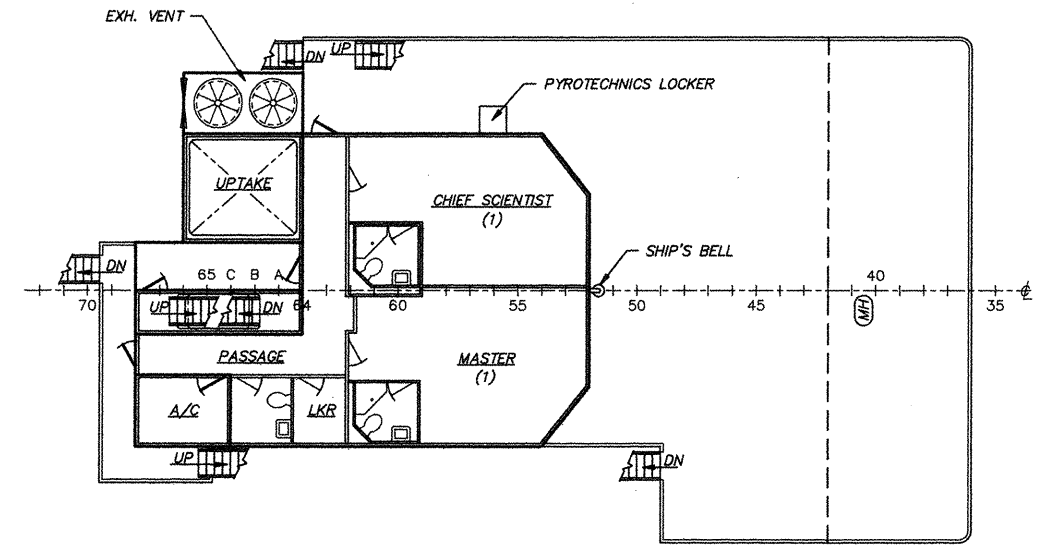 EXH. VENT
UP
DN
PYROTECHNICS LOCKER
UPTAKE
CHIEF SCIENTIST
(1)
SHIP'S BELL
DN
65 C B A
40
70 64 60 55 50 45 35 ℄
UP DN
MH
PASSAGE
MASTER
(1)
A/C
LKR
UP
DN